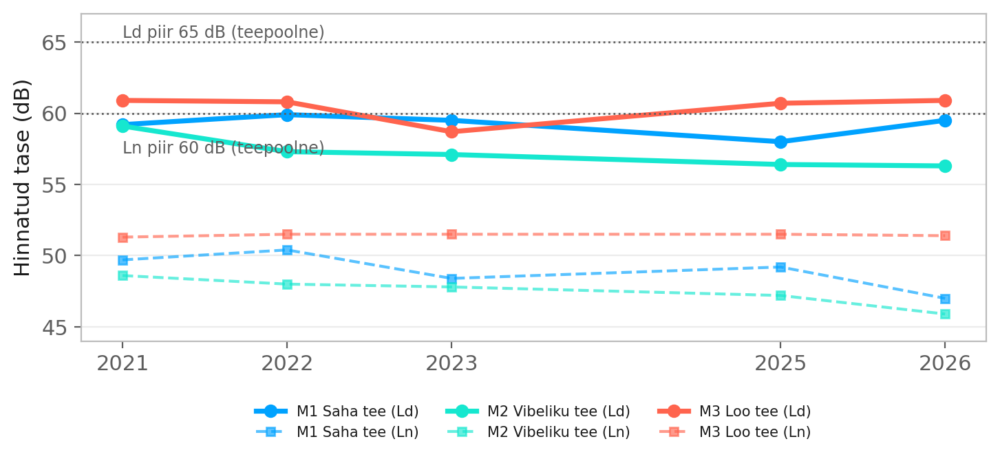 Ld piir 65 dB (teepoolne)
65
60
Ln piir 60 dB (teepoolne)
55
50
45
Hinnatud tase (dB)
2021 2022 2023 2025 2026
M1 Saha tee (Ld) M2 Vibeliku tee (Ld) M3 Loo tee (Ld)
M1 Saha tee (Ln) M2 Vibeliku tee (Ln) M3 Loo tee (Ln)